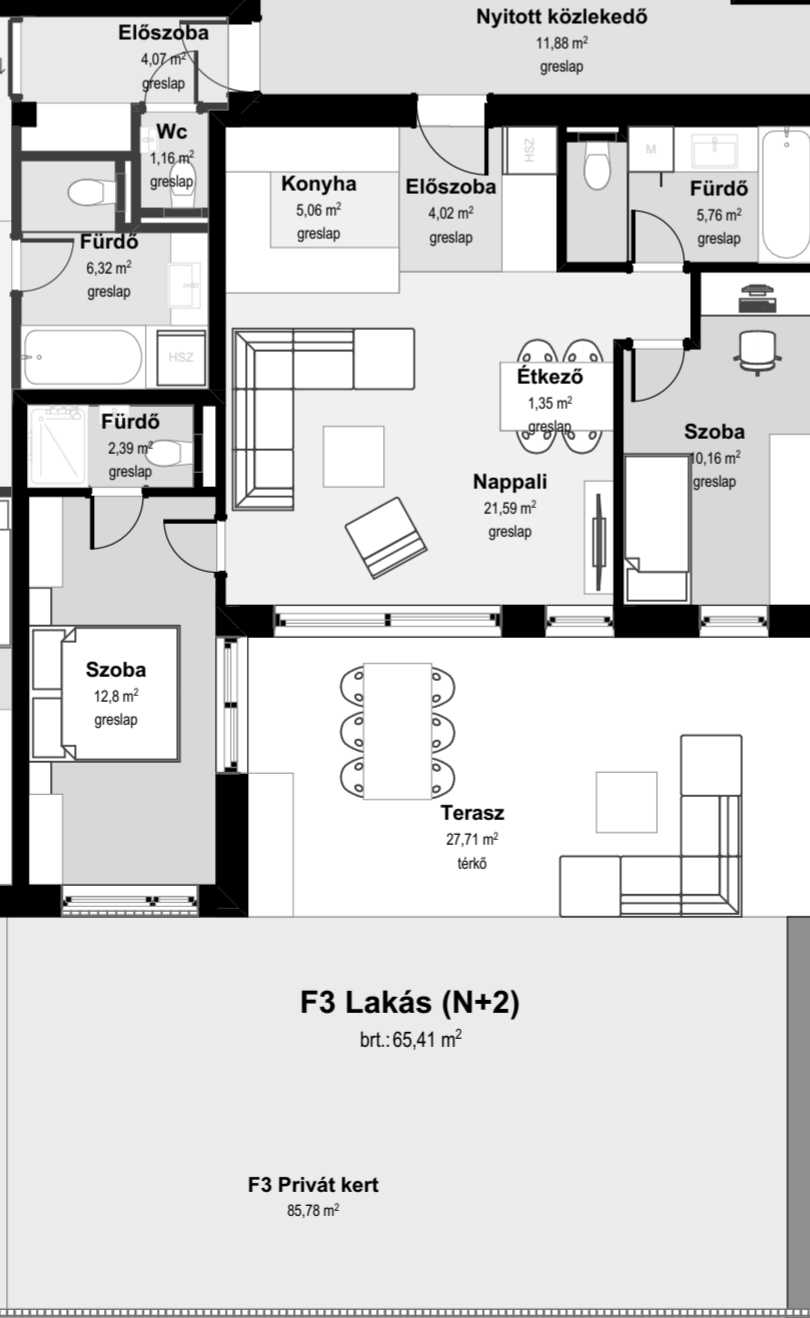 Nyitott közlekedő
11,88 m²
greslap
Előszoba
4,07 m²
greslap
Wc
1,16 m²
greslap
Konyha
5,06 m²
greslap
Előszoba
4,02 m²
greslap
HSZ
M
Fürdő
5,76 m²
greslap
Fürdő
6,32 m²
greslap
HSZ
Étkező
1,35 m²
greslap
Fürdő
2,39 m²
greslap
Szoba
10,16 m²
greslap
Nappali
21,59 m²
greslap
Szoba
12,8 m²
greslap
Terasz
27,71 m²
térkő
F3 Lakás (N+2)
brt.: 65,41 m²
F3 Privát kert
85,78 m²